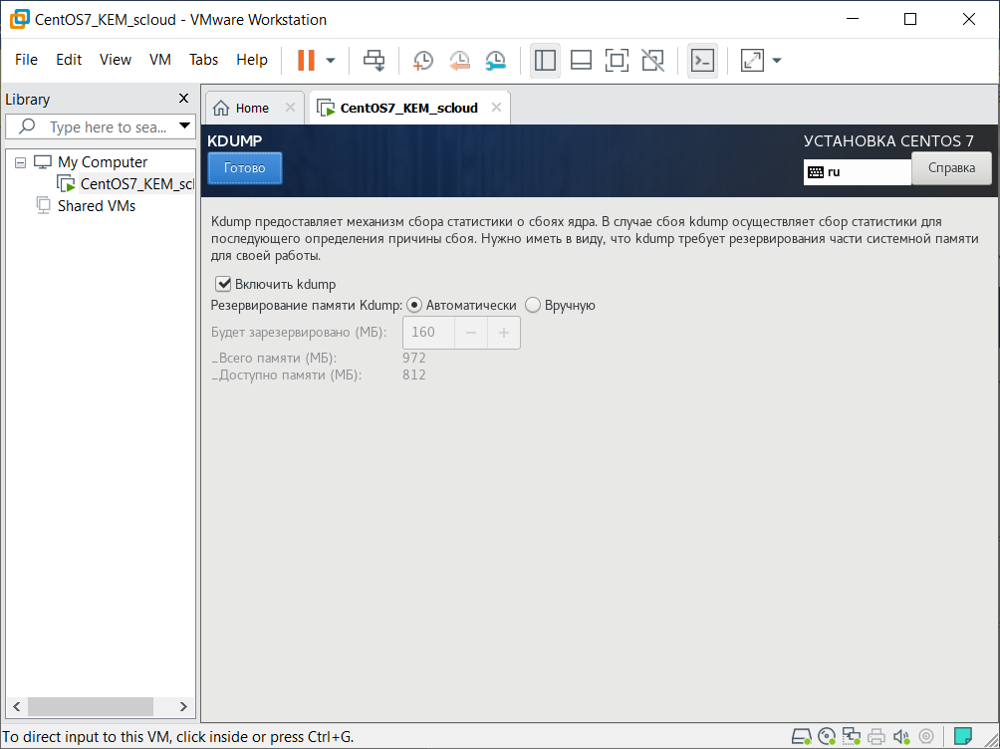 CentOS7_KEM_scloud - VMware Workstation
File Edit View VM Tabs Help
Library
Type here to sea...
My Computer
CentOS7_KEM_scl
Shared VMs
Home
CentOS7_KEM_scloud
KDUMP
УСТАНОВКА CENTOS 7
Готово
ru
Справка
Kdump предоставляет механизм сбора статистики о сбоях ядра. В случае сбоя kdump осуществляет сбор статистики для
последующего определения причины сбоя. Нужно иметь в виду, что kdump требует резервирования части системной памяти
для своей работы.
Включить kdump
Резервирование памяти Kdump: Автоматически Вручную
Будет зарезервировано (МБ): 160 − +
_Всего памяти (МБ): 972
_Доступно памяти (МБ): 812
To direct input to this VM, click inside or press Ctrl+G.